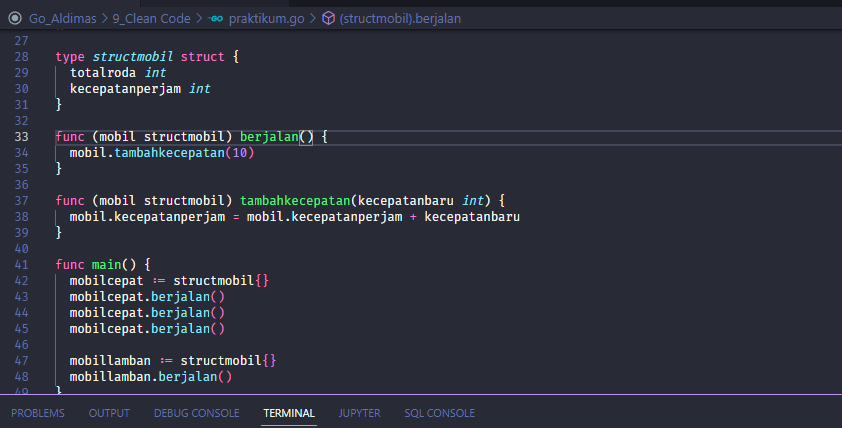 Go_Aldimas > 9_Clean Code > GO praktikum.go > (structmobil).berjalan
27
28 type structmobil struct {
29 totalroda int
30 kecepatanperjam int
31 }
32
33 func (mobil structmobil) berjalan() {
34 mobil.tambahkecepatan(10)
35 }
36
37 func (mobil structmobil) tambahkecepatan(kecepatanbaru int) {
38 mobil.kecepatanperjam = mobil.kecepatanperjam + kecepatanbaru
39 }
40
41 func main() {
42 mobilcepat := structmobil{}
43 mobilcepat.berjalan()
44 mobilcepat.berjalan()
45 mobilcepat.berjalan()
46
47 mobillamban := structmobil{}
48 mobillamban.berjalan()
49 }
PROBLEMS OUTPUT DEBUG CONSOLE TERMINAL JUPYTER SQL CONSOLE